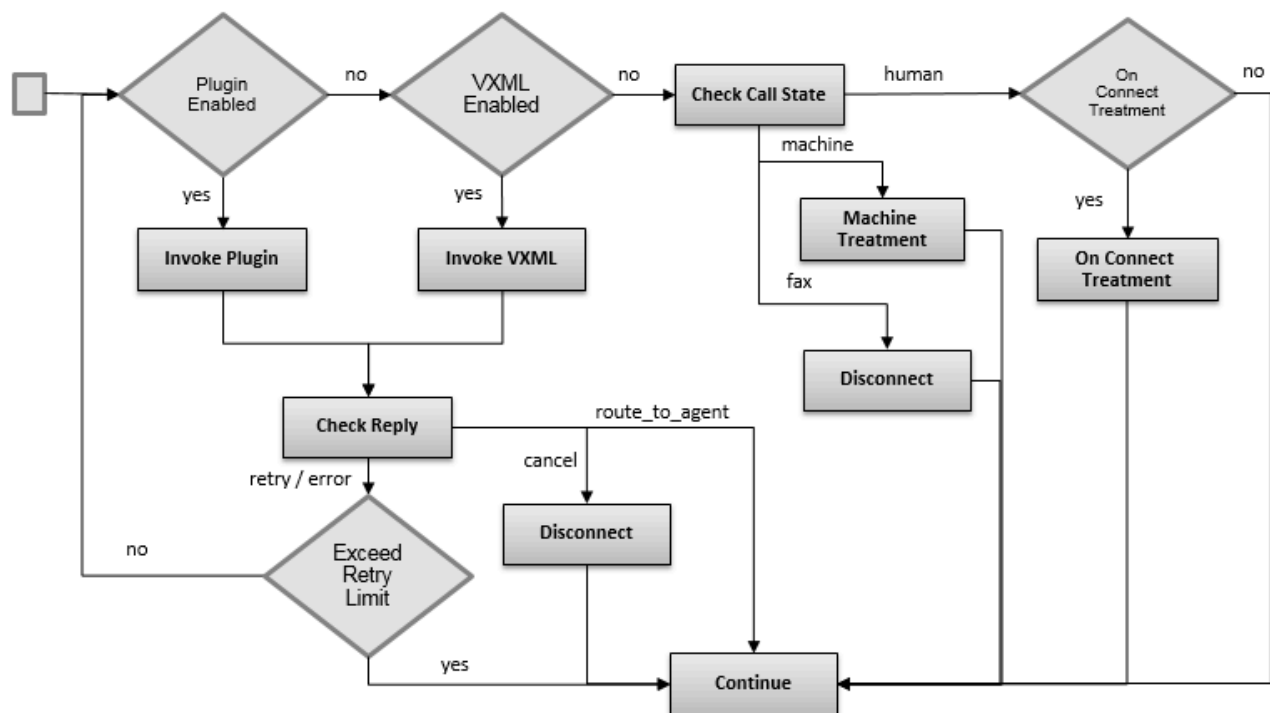 Plugin
Enabled
no
VXML
Enabled
no
Check Call State
human
On
Connect
Treatment
no
machine
yes
yes
Machine
Treatment
yes
Invoke Plugin
Invoke VXML
On Connect
Treatment
fax
Disconnect
Check Reply
route_to_agent
cancel
retry / error
Disconnect
no
Exceed
Retry
Limit
yes
Continue